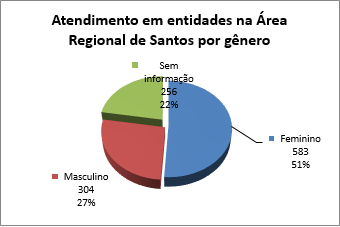 Atendimento em entidades na Área
Regional de Santos por gênero
Sem
informação
256
22%
Feminino
583
51%
Masculino
304
27%